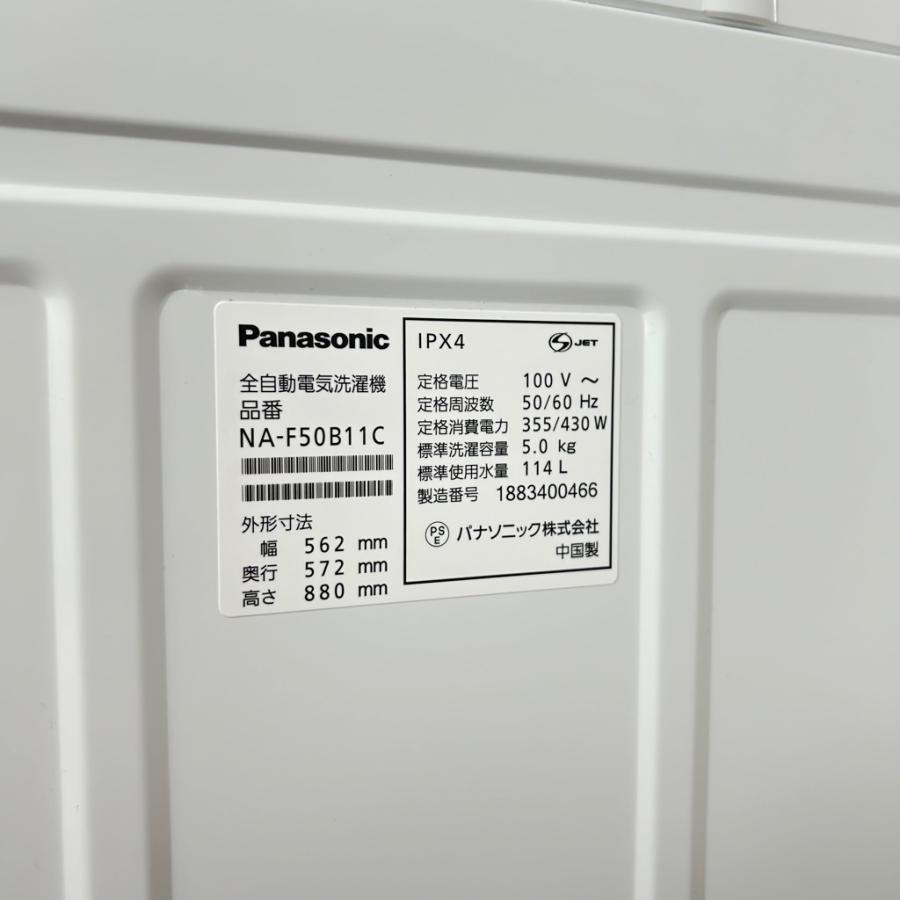 Panasonic
全自動電気洗濯機
品番
NA-F50B11C
外形寸法
幅 562 mm
奥行 572 mm
高さ 880 mm
IPX4
S JET
定格電圧 100 V ～
定格周波数 50/60 Hz
定格消費電力 355/430 W
標準洗濯容量 5.0 kg
標準使用水量 114 L
製造番号 1883400466
PS E パナソニック株式会社
中国製